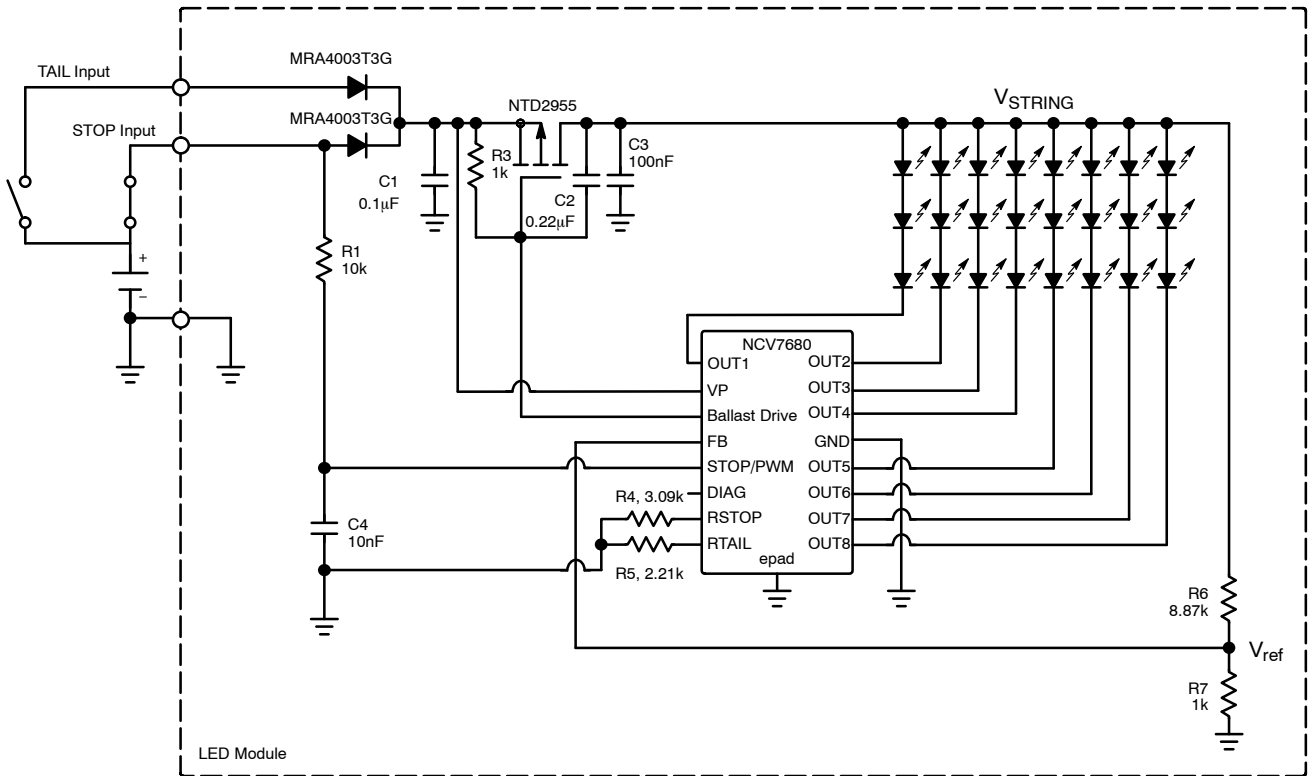 MRA4003T3G
TAIL Input
NTD2955
VSTRING
MRA4003T3G
STOP Input
C3
100nF
R3
1k
C1
0.1μF
C2
0.22μF
R1
10k
+
−
NCV7680
OUT1
OUT2
VP
OUT3
Ballast Drive
OUT4
FB
GND
STOP/PWM
OUT5
R4, 3.09k
DIAG
OUT6
RSTOP
OUT7
C4
10nF
RTAIL
OUT8
epad
R5, 2.21k
R6
8.87k
Vref
R7
1k
LED Module